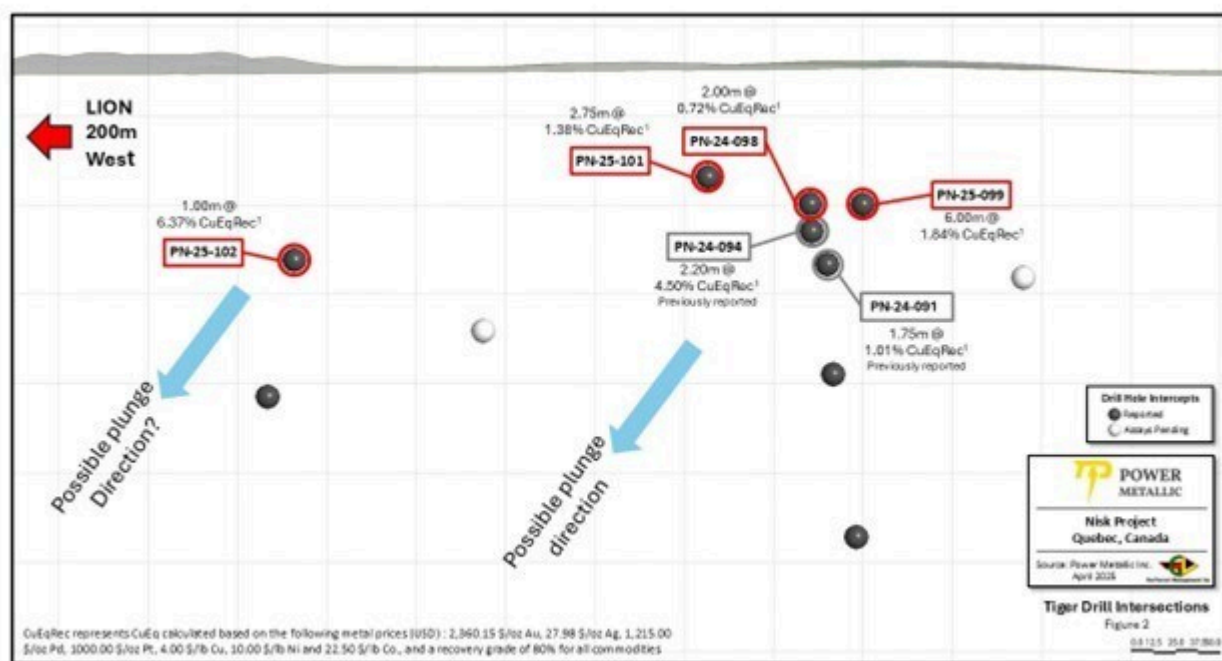 LION
200m
West
2.75m @
1.38% CuEqRec¹
PN-25-101
2.00m @
0.72% CuEqRec¹
PN-24-098
PN-25-099
6.00m @
1.84% CuEqRec¹
1.00m @
6.37% CuEqRec¹
PN-25-102
PN-24-094
2.20m @
4.50% CuEqRec¹
Previously reported
PN-24-091
1.75m @
1.01% CuEqRec¹
Previously reported
Possible plunge
Direction?
Possible plunge
direction
Drill Hole Intercepts
Reported
Assays Pending
POWER
METALLIC
Nisk Project
Quebec, Canada
Source: Power Metallic Inc.
April 2025
Tiger Drill Intersections
Figure 2
CuEqRec represents CuEq calculated based on the following metal prices (USD) : 2,360.15 $/oz Au, 27.98 $/oz Ag, 1,215.00
$/oz Pd, 1000.00 $/oz Pt, 4.00 $/lb Cu, 10.00 $/lb Ni and 22.50 $/lb Co., and a recovery grade of 80% for all commodities